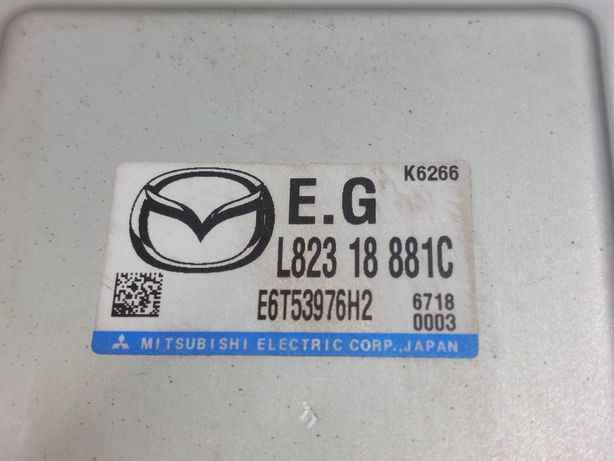 K6266
E.G
L823 18 881C
E6T53976H2
6718
0003
MITSUBISHI ELECTRIC CORP., JAPAN